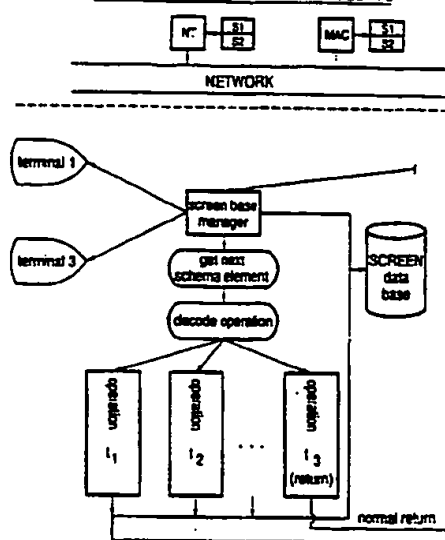 NT
S1
S2
MAC
S1
S2
NETWORK
terminal 1
screen base
manager
terminal 3
get next
schema element
SCREEN
data
base
decode operation
operation
t1
operation
t2
...
operation
t3
(return)
normal return